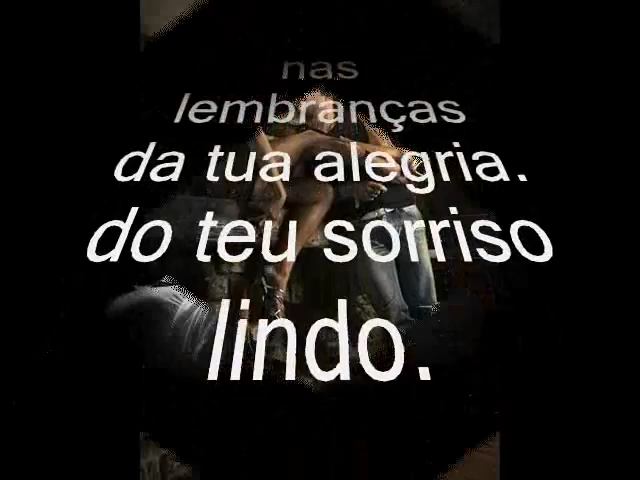 nas
lembranças
da tua alegria.
do teu sorriso
lindo.